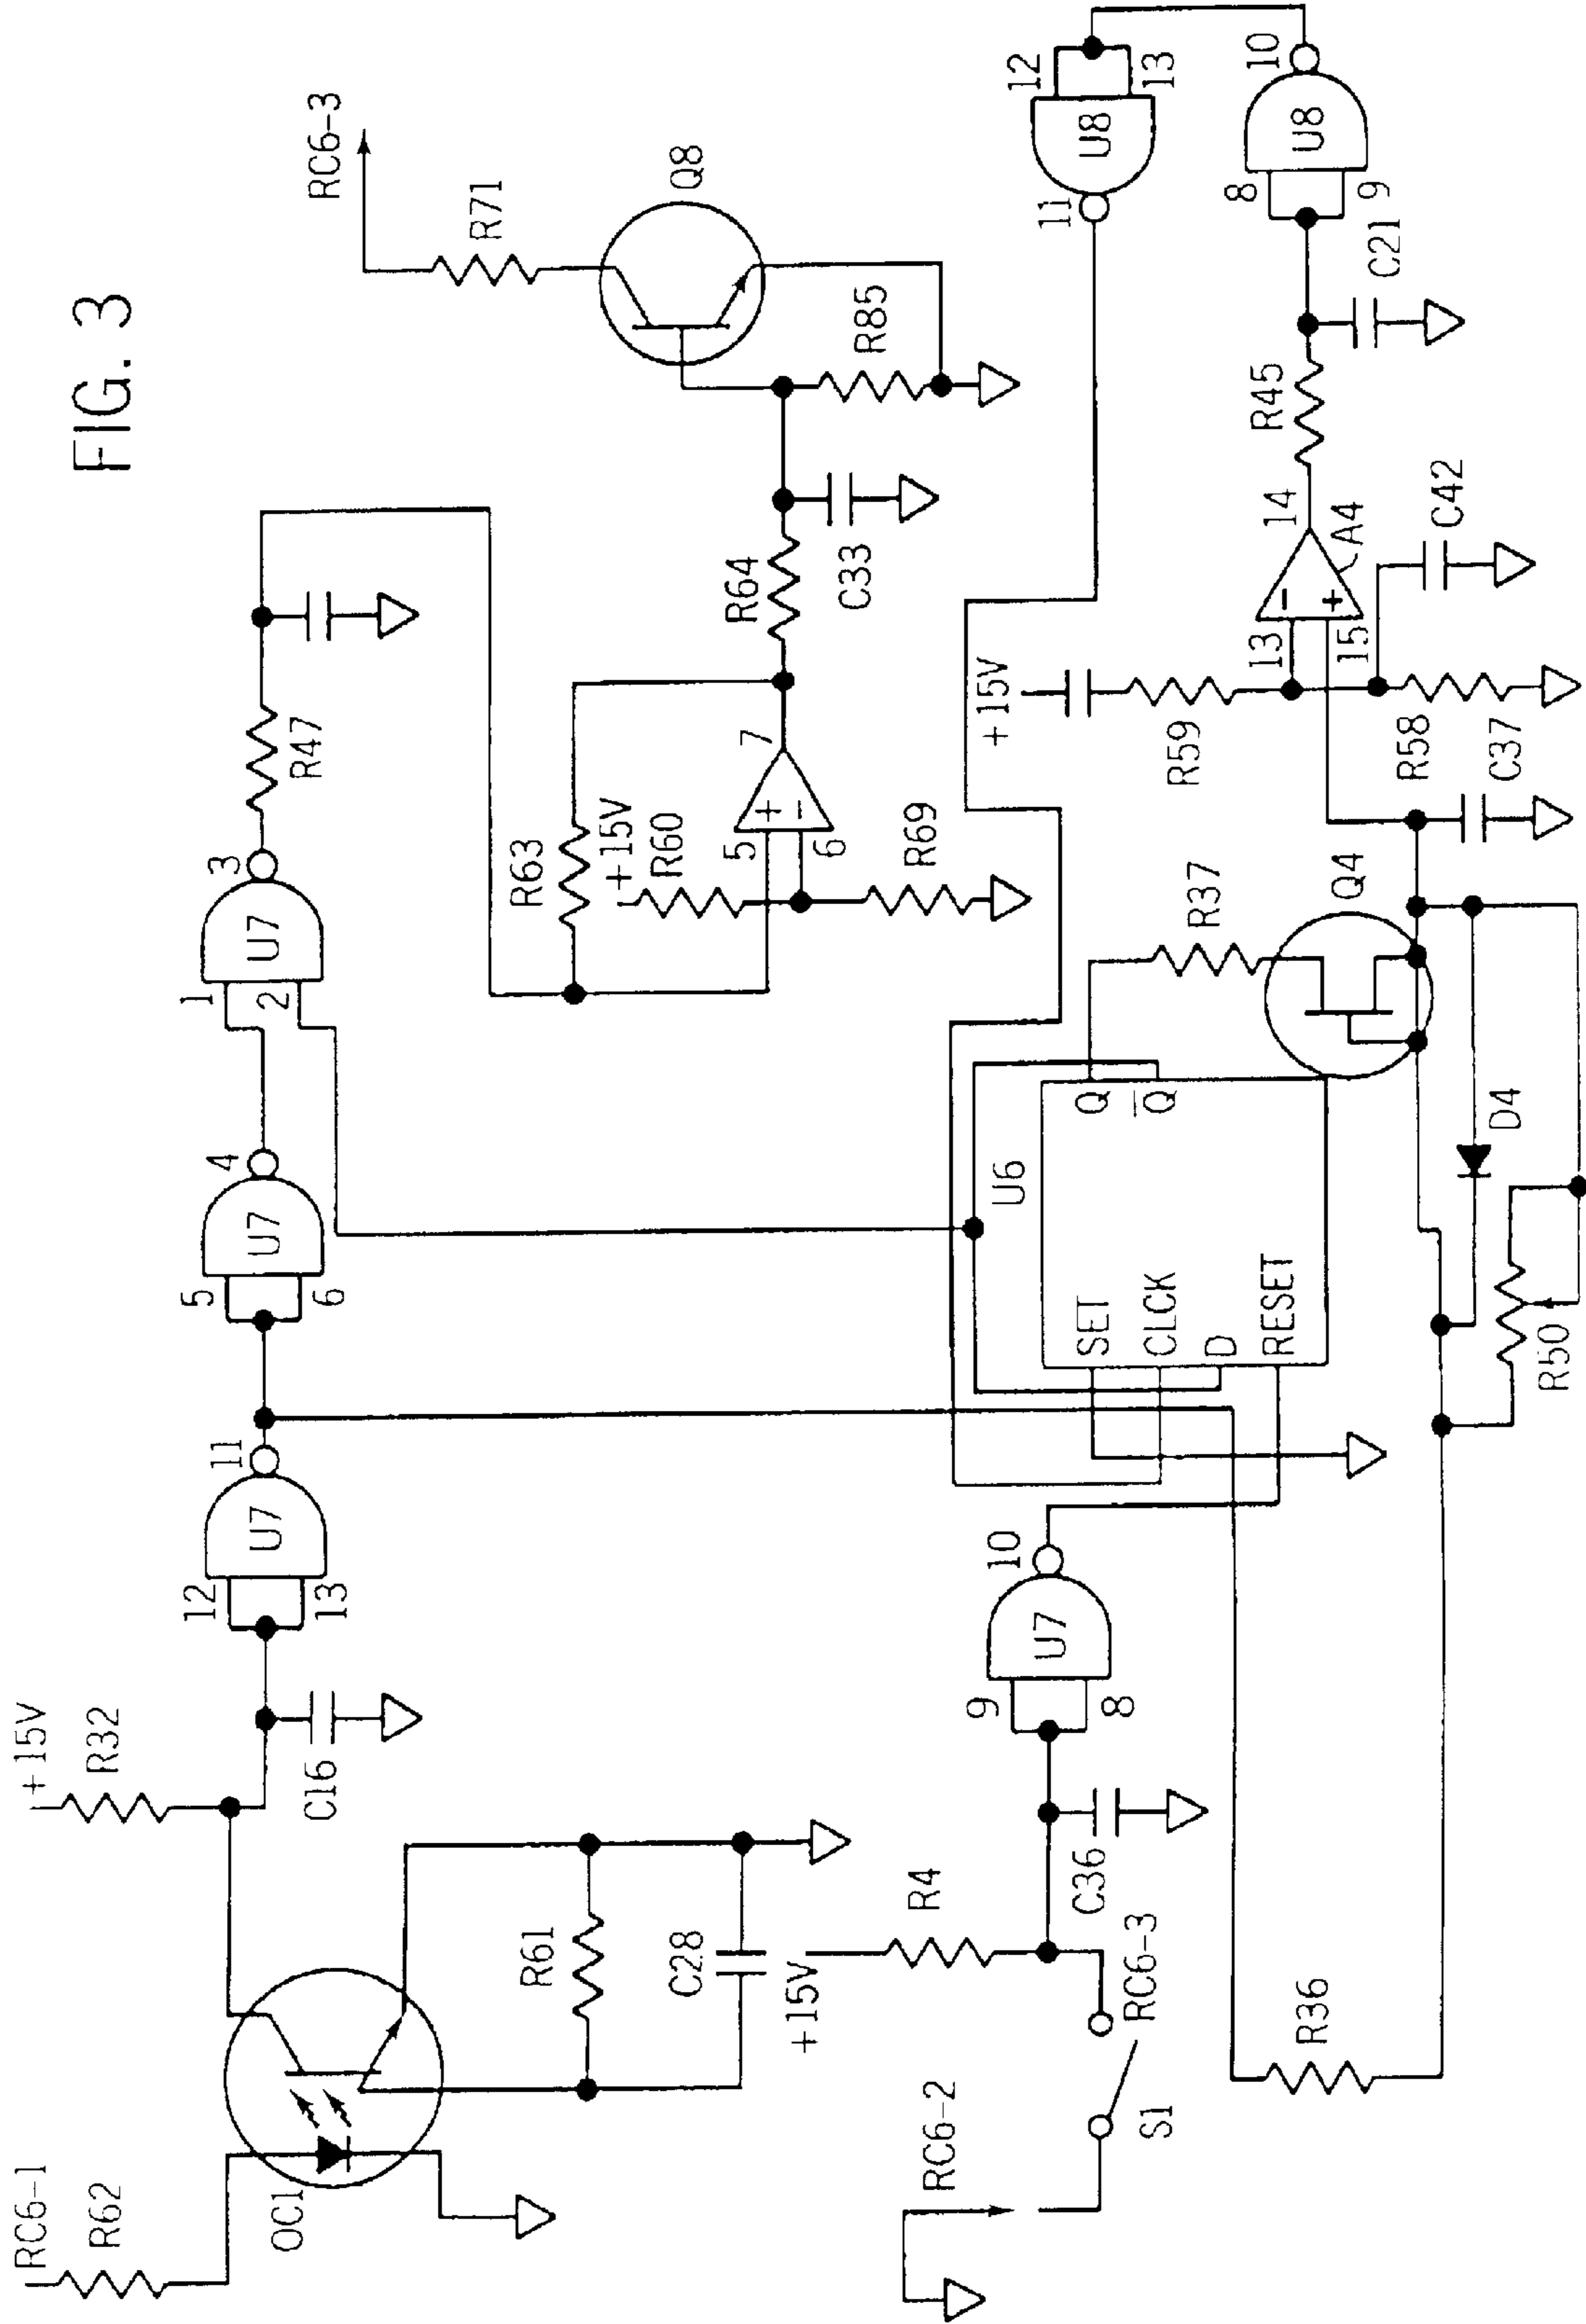 FIG. 3
RC6-1
R62
OC1
+15V
R32
C16
12
13
U7
11
5
6
U7
4
1
2
U7
3
R47
R61
C28
R63
+15V
R60
5
6
+
−
7
R69
R64
C33
R85
Q8
R71
RC6-3
RC6-2
S1
RC6-3
+15V
R4
C36
9
8
U7
10
U6
SET
CLCK
D
RESET
Q
Q̅
R37
Q4
R36
R50
D4
C37
R58
+15V
R59
13
15
−
+
14
A4
C42
R45
C21
8
9
U8
10
12
13
U8
11